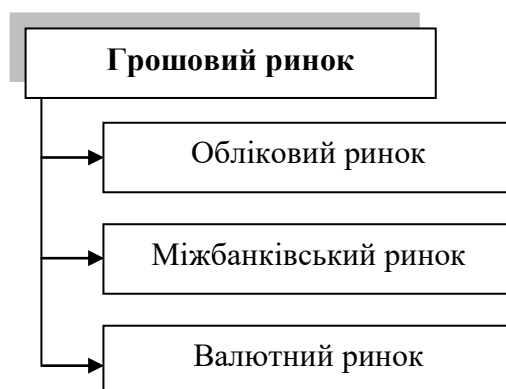 Грошовий ринок
Обліковий ринок
Міжбанківський ринок
Валютний ринок